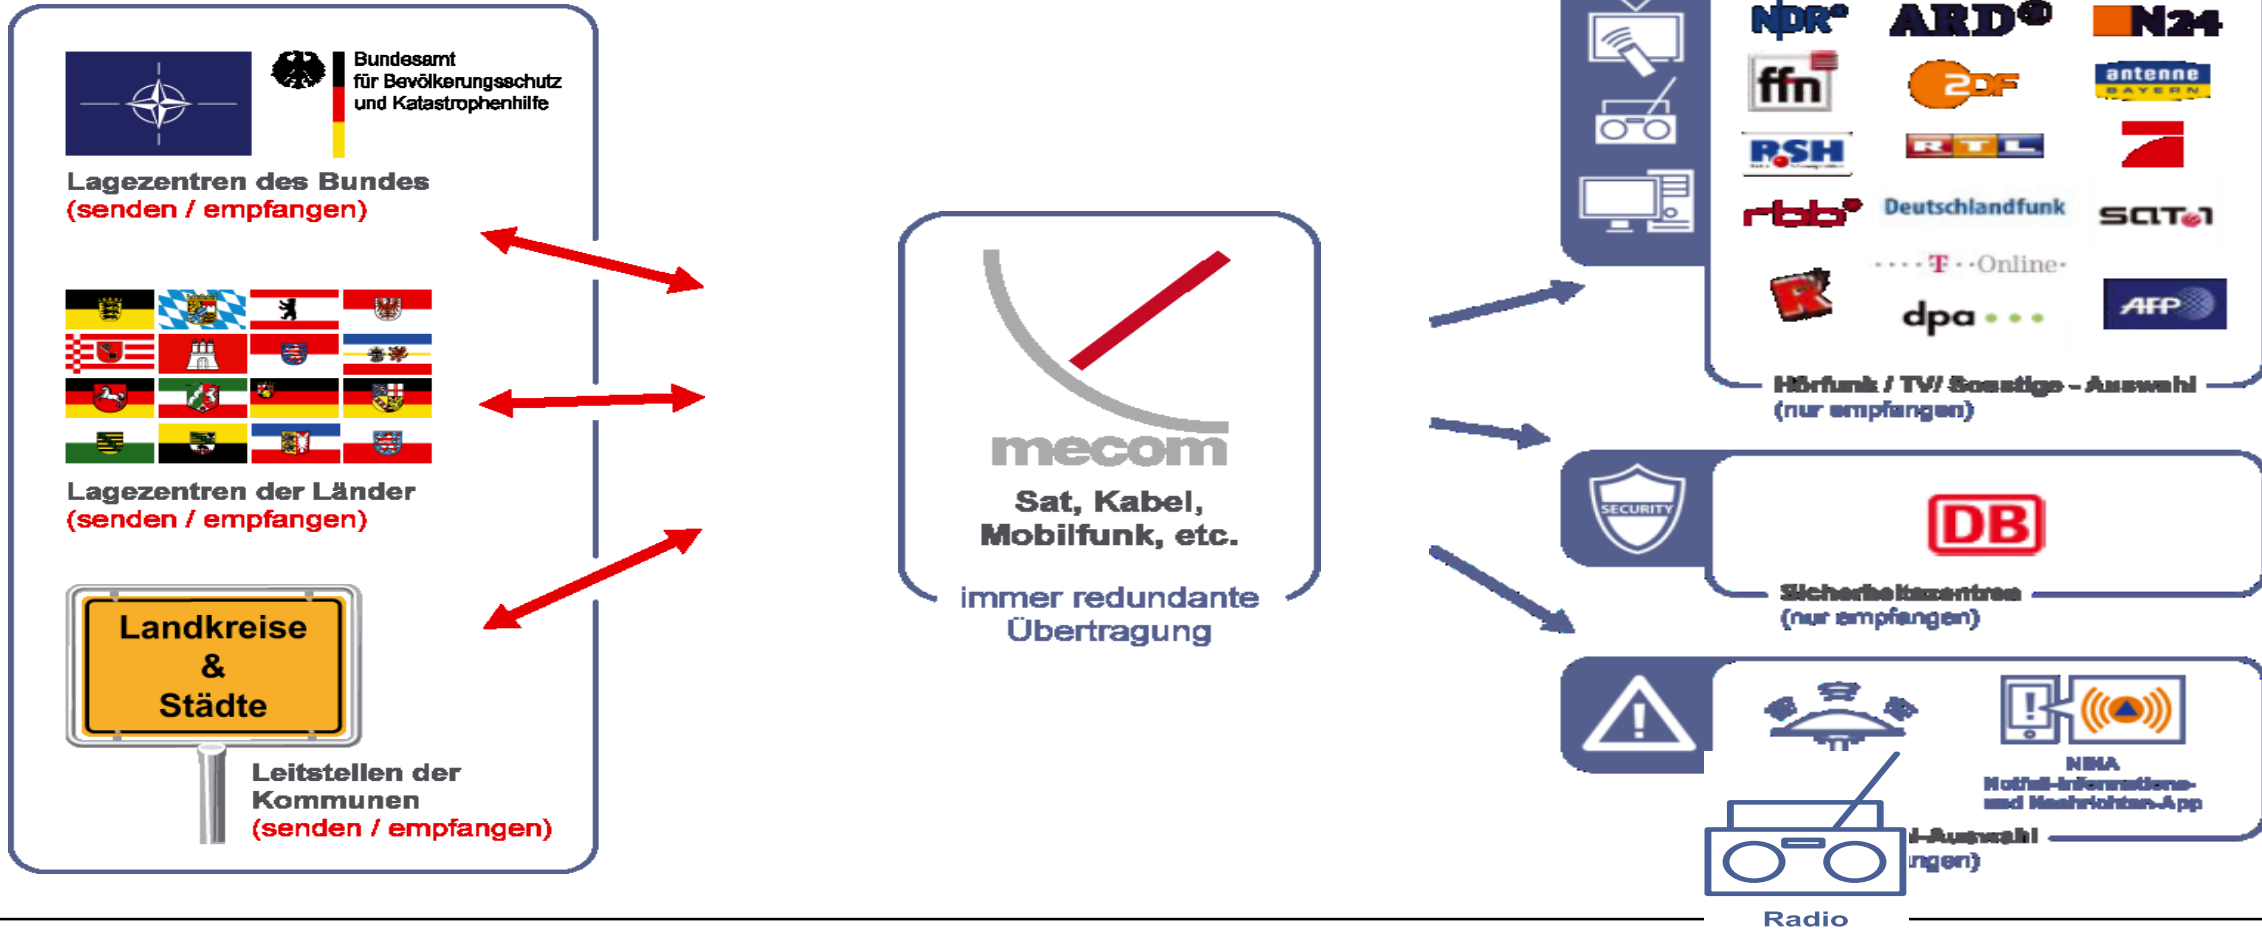 Bundesamt
für Bevölkerungsschutz
und Katastrophenhilfe
Lagezentren des Bundes
(senden / empfangen)
Lagezentren der Länder
(senden / empfangen)
Landkreise
&
Städte
Leitstellen der
Kommunen
(senden / empfangen)
mecom
Sat, Kabel,
Mobilfunk, etc.
immer redundante
Übertragung
NDR ARD N24
ffn ZDF antenne
BAYERN
R.SH RTL
rbb Deutschlandfunk SAT.1
····T··Online·
R dpa AFP
Hörfunk / TV/ Sonstige - Auswahl
(nur empfangen)
SECURITY
DB
Sicherheitszentren
(nur empfangen)
!
!
NINA
Notfall-Informations-
und Nachrichten-App
l-Auswahl
ngen)
Radio